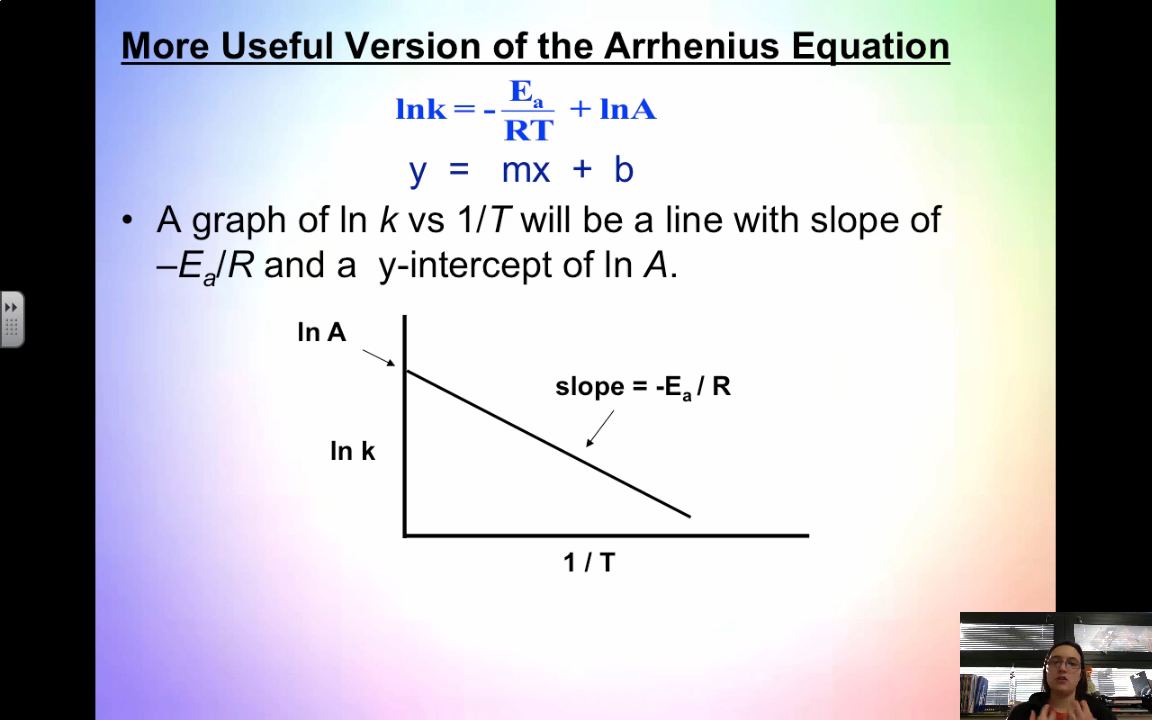 More Useful Version of the Arrhenius Equation
lnk = - Ea/RT + lnA
y = mx + b
• A graph of ln k vs 1/T will be a line with slope of
–Ea/R and a y-intercept of ln A.
ln A
slope = -Ea / R
ln k
1 / T